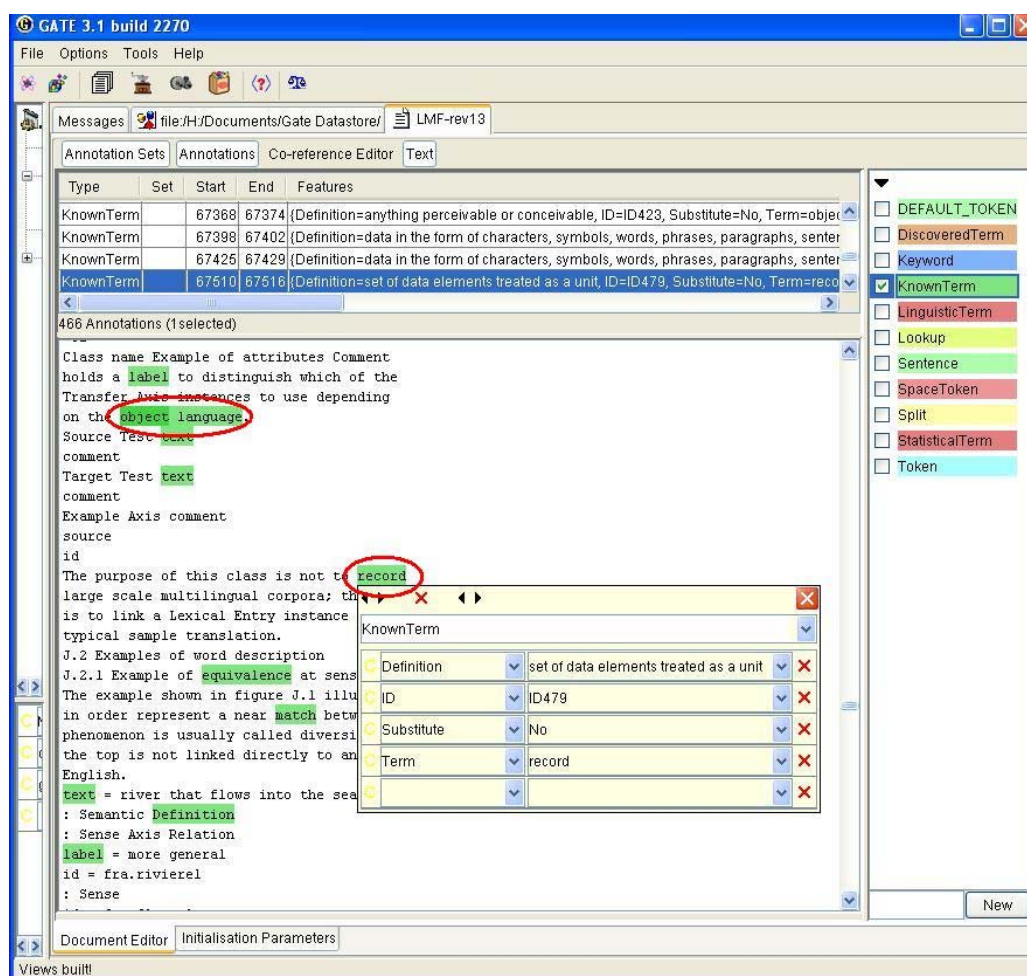 GATE 3.1 build 2270
File Options Tools Help
Messages file:/H:/Documents/Gate Datastore/ LMF-rev13
Annotation Sets Annotations Co-reference Editor Text
Type Set Start End Features
KnownTerm 67368 67374 {Definition=anything perceivable or conceivable, ID=ID423, Substitute=No, Term=objec
KnownTerm 67398 67402 {Definition=data in the form of characters, symbols, words, phrases, paragraphs, senter
KnownTerm 67425 67429 {Definition=data in the form of characters, symbols, words, phrases, paragraphs, senter
KnownTerm 67510 67516 {Definition=set of data elements treated as a unit, ID=ID479, Substitute=No, Term=reco
466 Annotations (1 selected)
Class name Example of attributes Comment
holds a label to distinguish which of the
Transfer Axis instances to use depending
on the object language.
Source Test text
comment
Target Test text
comment
Example Axis comment
source
id
The purpose of this class is not to record
large scale multilingual corpora; th
is to link a Lexical Entry instance
typical sample translation.
J.2 Examples of word description
J.2.1 Example of equivalence at sens
The example shown in figure J.1 illu
in order represent a near match betw
phenomenon is usually called diversi
the top is not linked directly to an
English.
text = river that flows into the sea
: Semantic Definition
: Sense Axis Relation
label = more general
id = fra.rivierel
: Sense
KnownTerm
C Definition set of data elements treated as a unit
C ID ID479
C Substitute No
C Term record
C
DEFAULT_TOKEN
DiscoveredTerm
Keyword
KnownTerm
LinguisticTerm
Lookup
Sentence
SpaceToken
Split
StatisticalTerm
Token
New
Document Editor Initialisation Parameters
Views built!